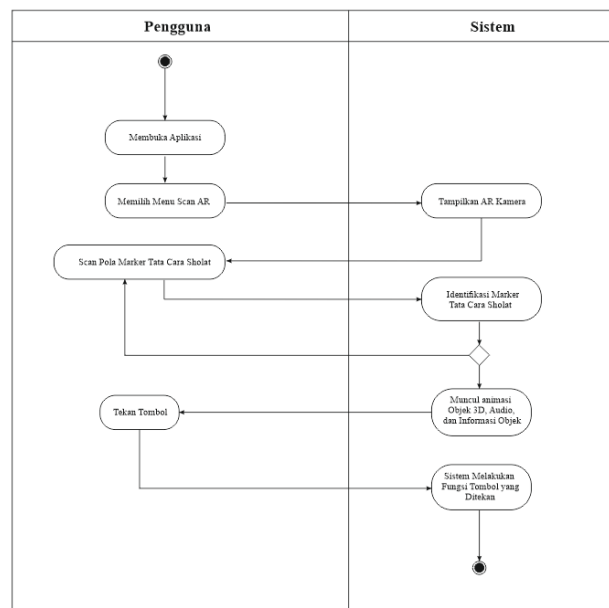 Pengguna
Sistem
Membuka Aplikasi
Memilih Menu Scan AR
Tampilkan AR Kamera
Scan Pola Marker Tata Cara Sholat
Identifikasi Marker
Tata Cara Sholat
Muncul animasi
Objek 3D, Audio,
dan Informasi Objek
Tekan Tombol
Sistem Melakukan
Fungsi Tombol yang
Ditekan